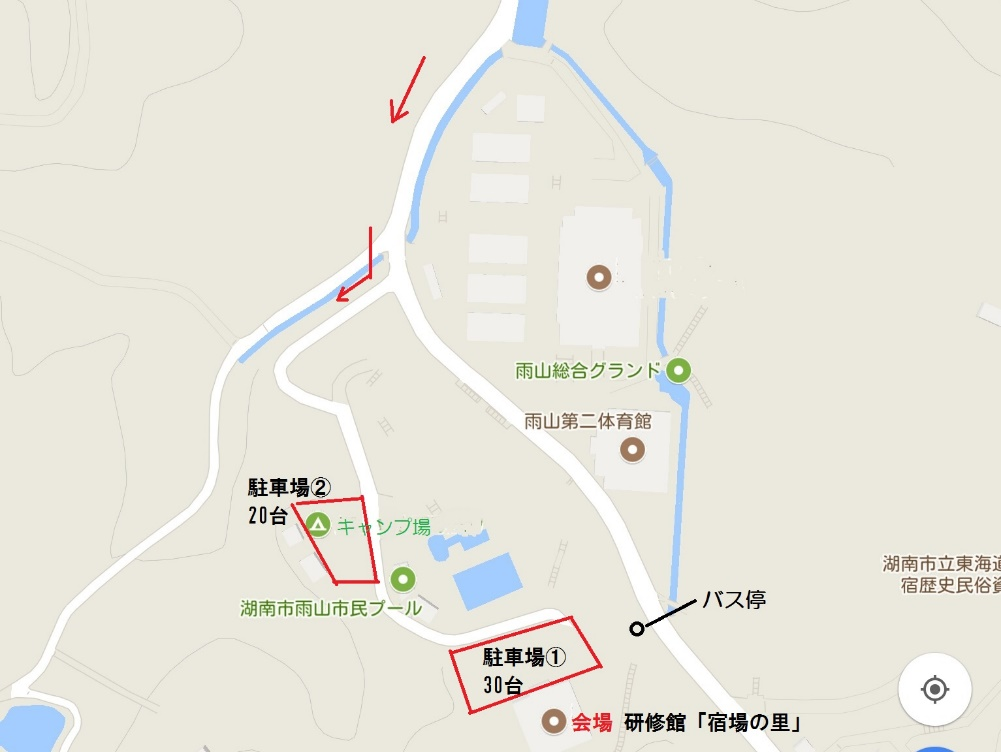 雨山総合グランド
雨山第二体育館
駐車場②
20台
キャンプ場
湖南市雨山市民プール
湖南市立東海道
宿歴史民俗資
バス停
駐車場①
30台
会場 研修館「宿場の里」